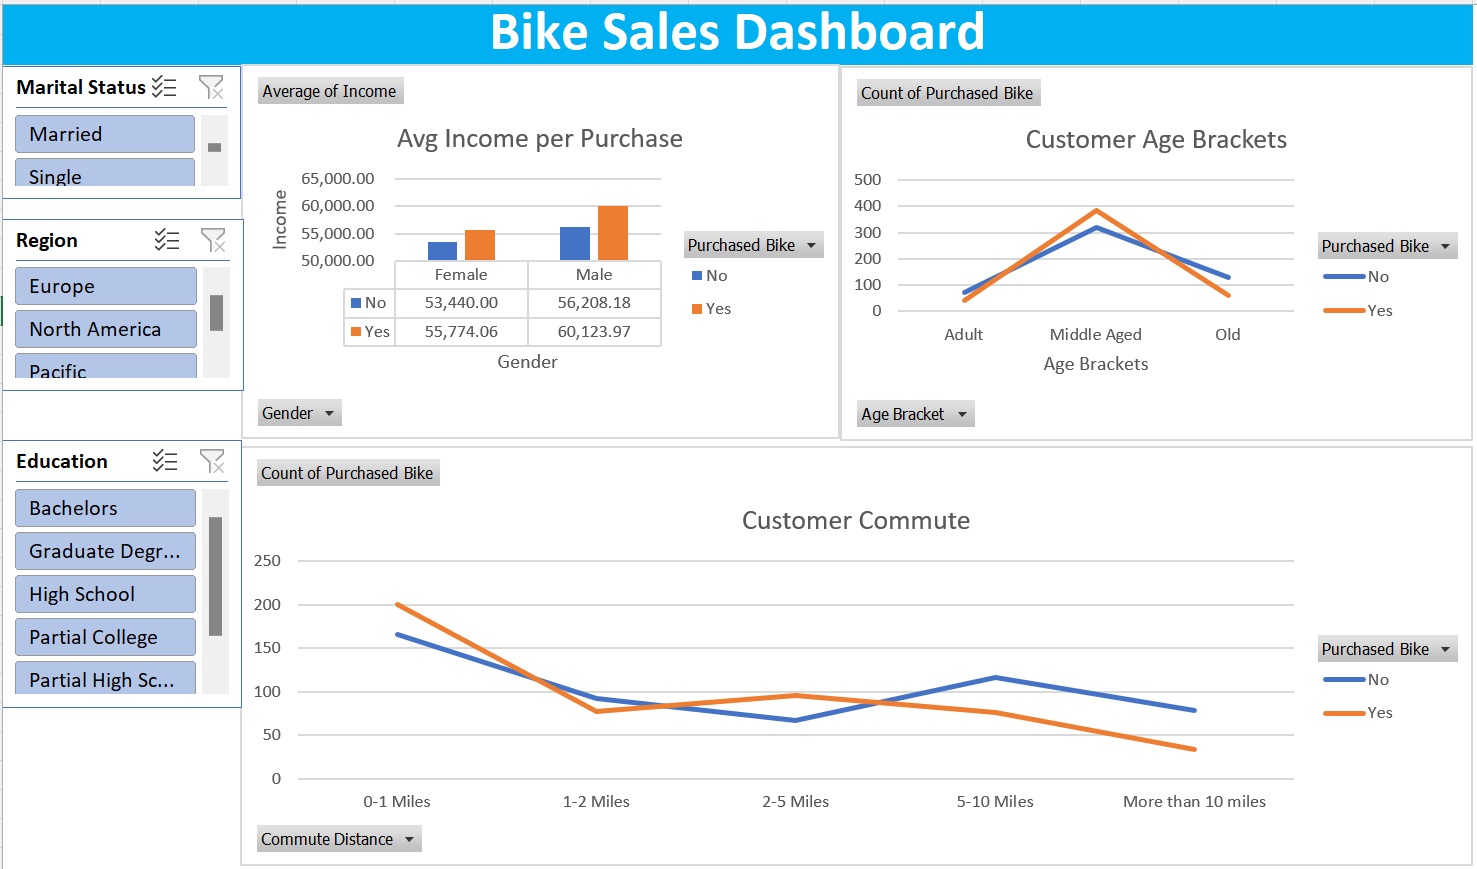 Bike Sales Dashboard
Marital Status
Married
Single
Region
Europe
North America
Pacific
Education
Bachelors
Graduate Degr...
High School
Partial College
Partial High Sc...
Average of Income
Avg Income per Purchase
Income
65,000.00
60,000.00
55,000.00
50,000.00
Female Male
No 53,440.00 56,208.18
Yes 55,774.06 60,123.97
Gender
Purchased Bike
No
Yes
Gender
Count of Purchased Bike
Customer Age Brackets
500
400
300
200
100
0
Adult Middle Aged Old
Age Brackets
Purchased Bike
No
Yes
Age Bracket
Count of Purchased Bike
Customer Commute
250
200
150
100
50
0
0-1 Miles 1-2 Miles 2-5 Miles 5-10 Miles More than 10 miles
Purchased Bike
No
Yes
Commute Distance